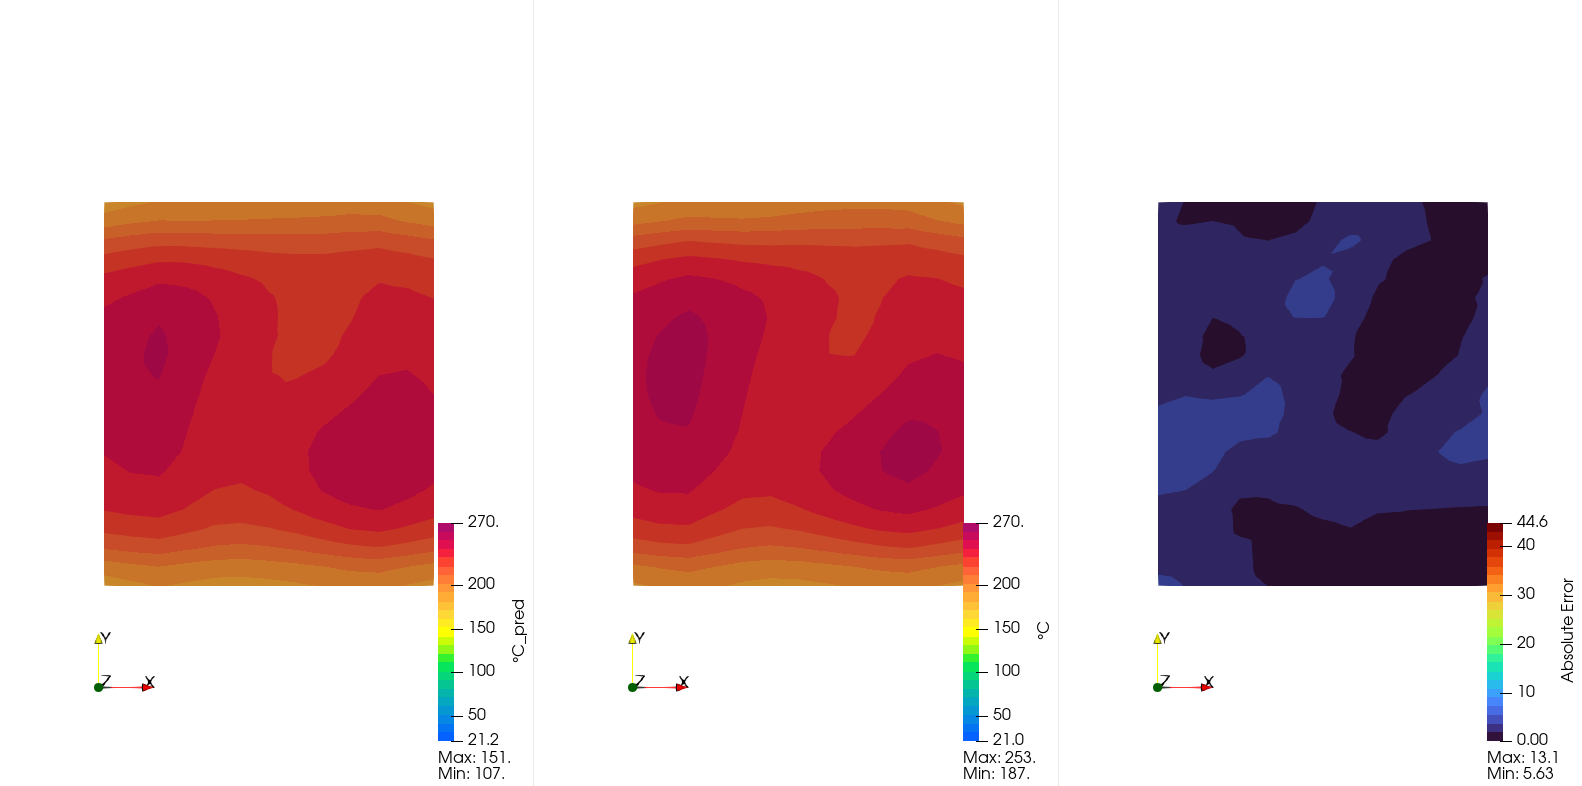 270.
200
150
100
50
21.2
°C_pred
Max: 151.
Min: 107.
Y
Z
X
270.
200
150
100
50
21.0
°C
Max: 253.
Min: 187.
Y
Z
X
44.6
40
30
20
10
0.00
Absolute Error
Max: 13.1
Min: 5.63
Y
Z
X